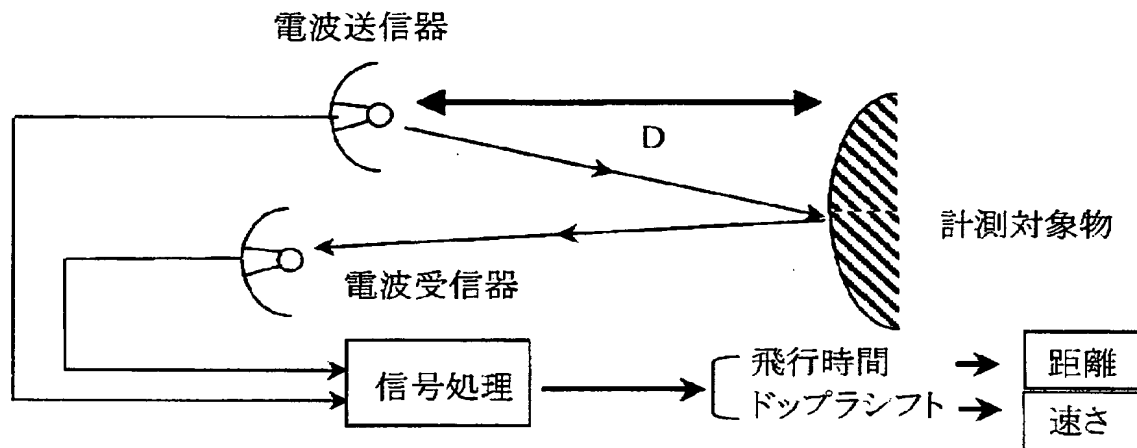 電波送信器
D
計測対象物
電波受信器
信号処理
飛行時間
距離
ドップラシフト
速さ